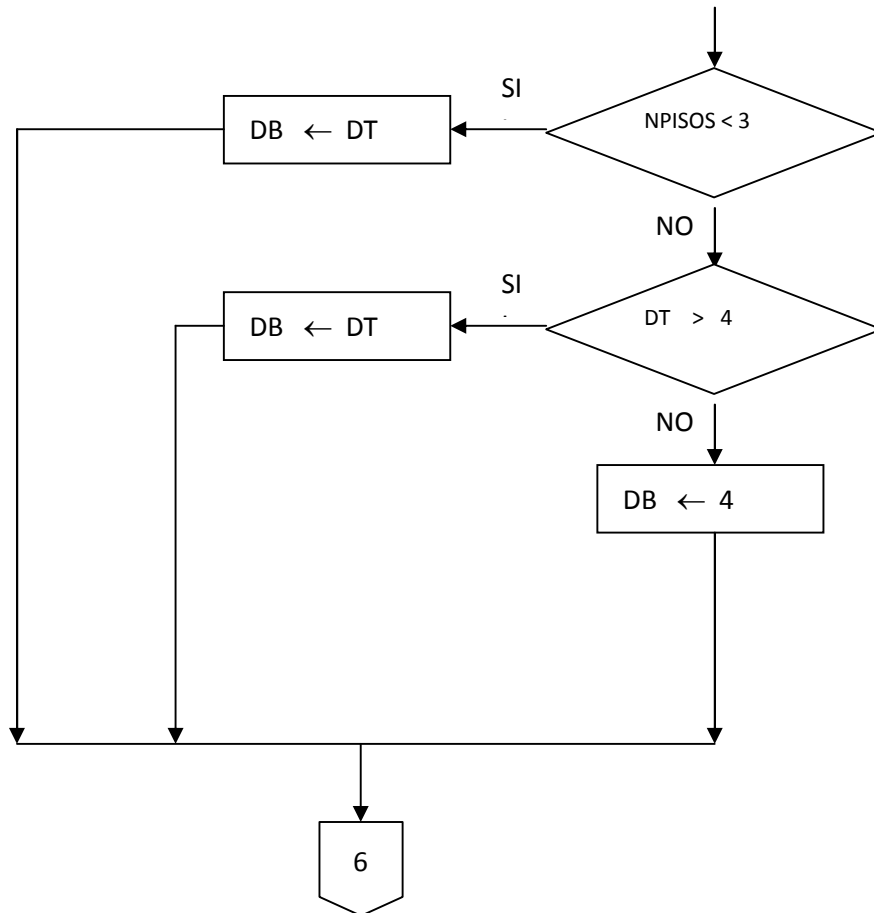 SI
NPISOS < 3
DB ← DT
NO
SI
DT > 4
DB ← DT
NO
DB ← 4
6